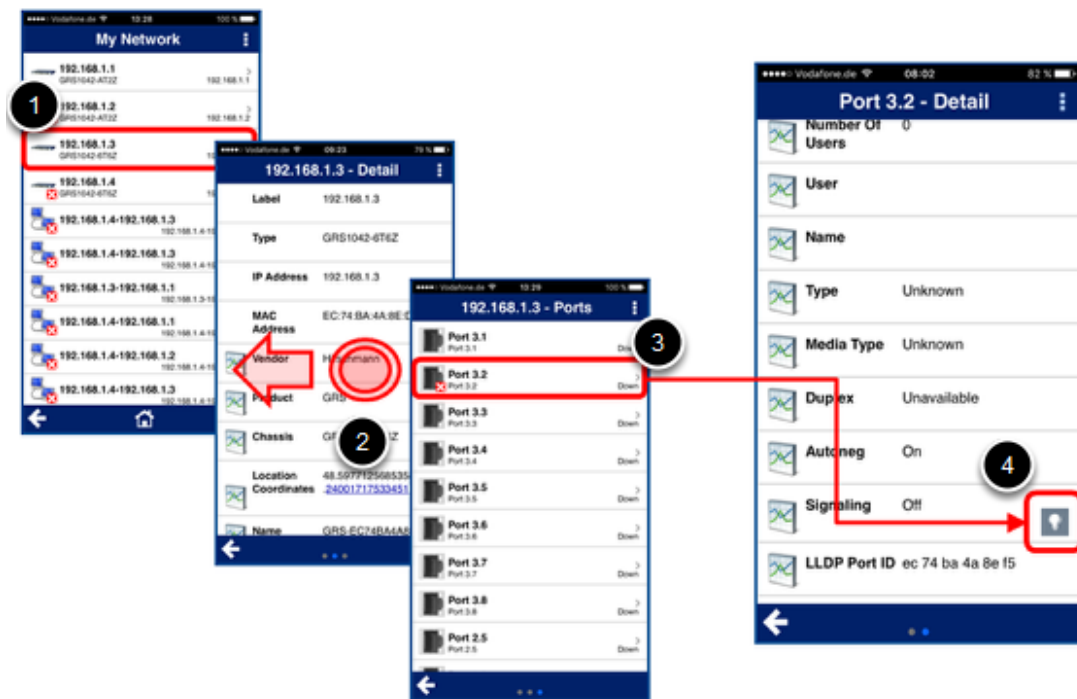 Vodafone.de 10:28 100 %
My Network
192.168.1.1
GRS1042-AT2Z 192.168.1.1
192.168.1.2
GRS1042-AT2Z 192.168.1.2
192.168.1.3
GRS1042-6T6Z
192.168.1.4
GRS1042-6T6Z
192.168.1.4-192.168.1.3
192.168.1.4-192.168.1.3
192.168.1.3-192.168.1.1
192.168.1.4-192.168.1.1
192.168.1.4-192.168.1.2
192.168.1.4-192.168.1.3
1
Vodafone.de 09:23 79 %
192.168.1.3 - Detail
Label 192.168.1.3
Type GRS1042-6T6Z
IP Address 192.168.1.3
MAC Address EC:74:BA:4A:8E:
Vendor
Product GRS
Chassis
Location Coordinates
Name GRS-EC74BA4A8
2
Vodafone.de 10:29 100 %
192.168.1.3 - Ports
Port 3.1
Port 3.1 Down
Port 3.2
Port 3.2 Down
Port 3.3
Port 3.3 Down
Port 3.4
Port 3.4 Down
Port 3.5
Port 3.5 Down
Port 3.6
Port 3.6 Down
Port 3.7
Port 3.7 Down
Port 3.8
Port 3.8 Down
Port 2.5
Port 2.5 Down
3
Vodafone.de 08:02 82 %
Port 3.2 - Detail
Number Of Users 0
User
Name
Type Unknown
Media Type Unknown
Duplex Unavailable
Autoneg On
Signaling Off
LLDP Port ID ec 74 ba 4a 8e f5
4